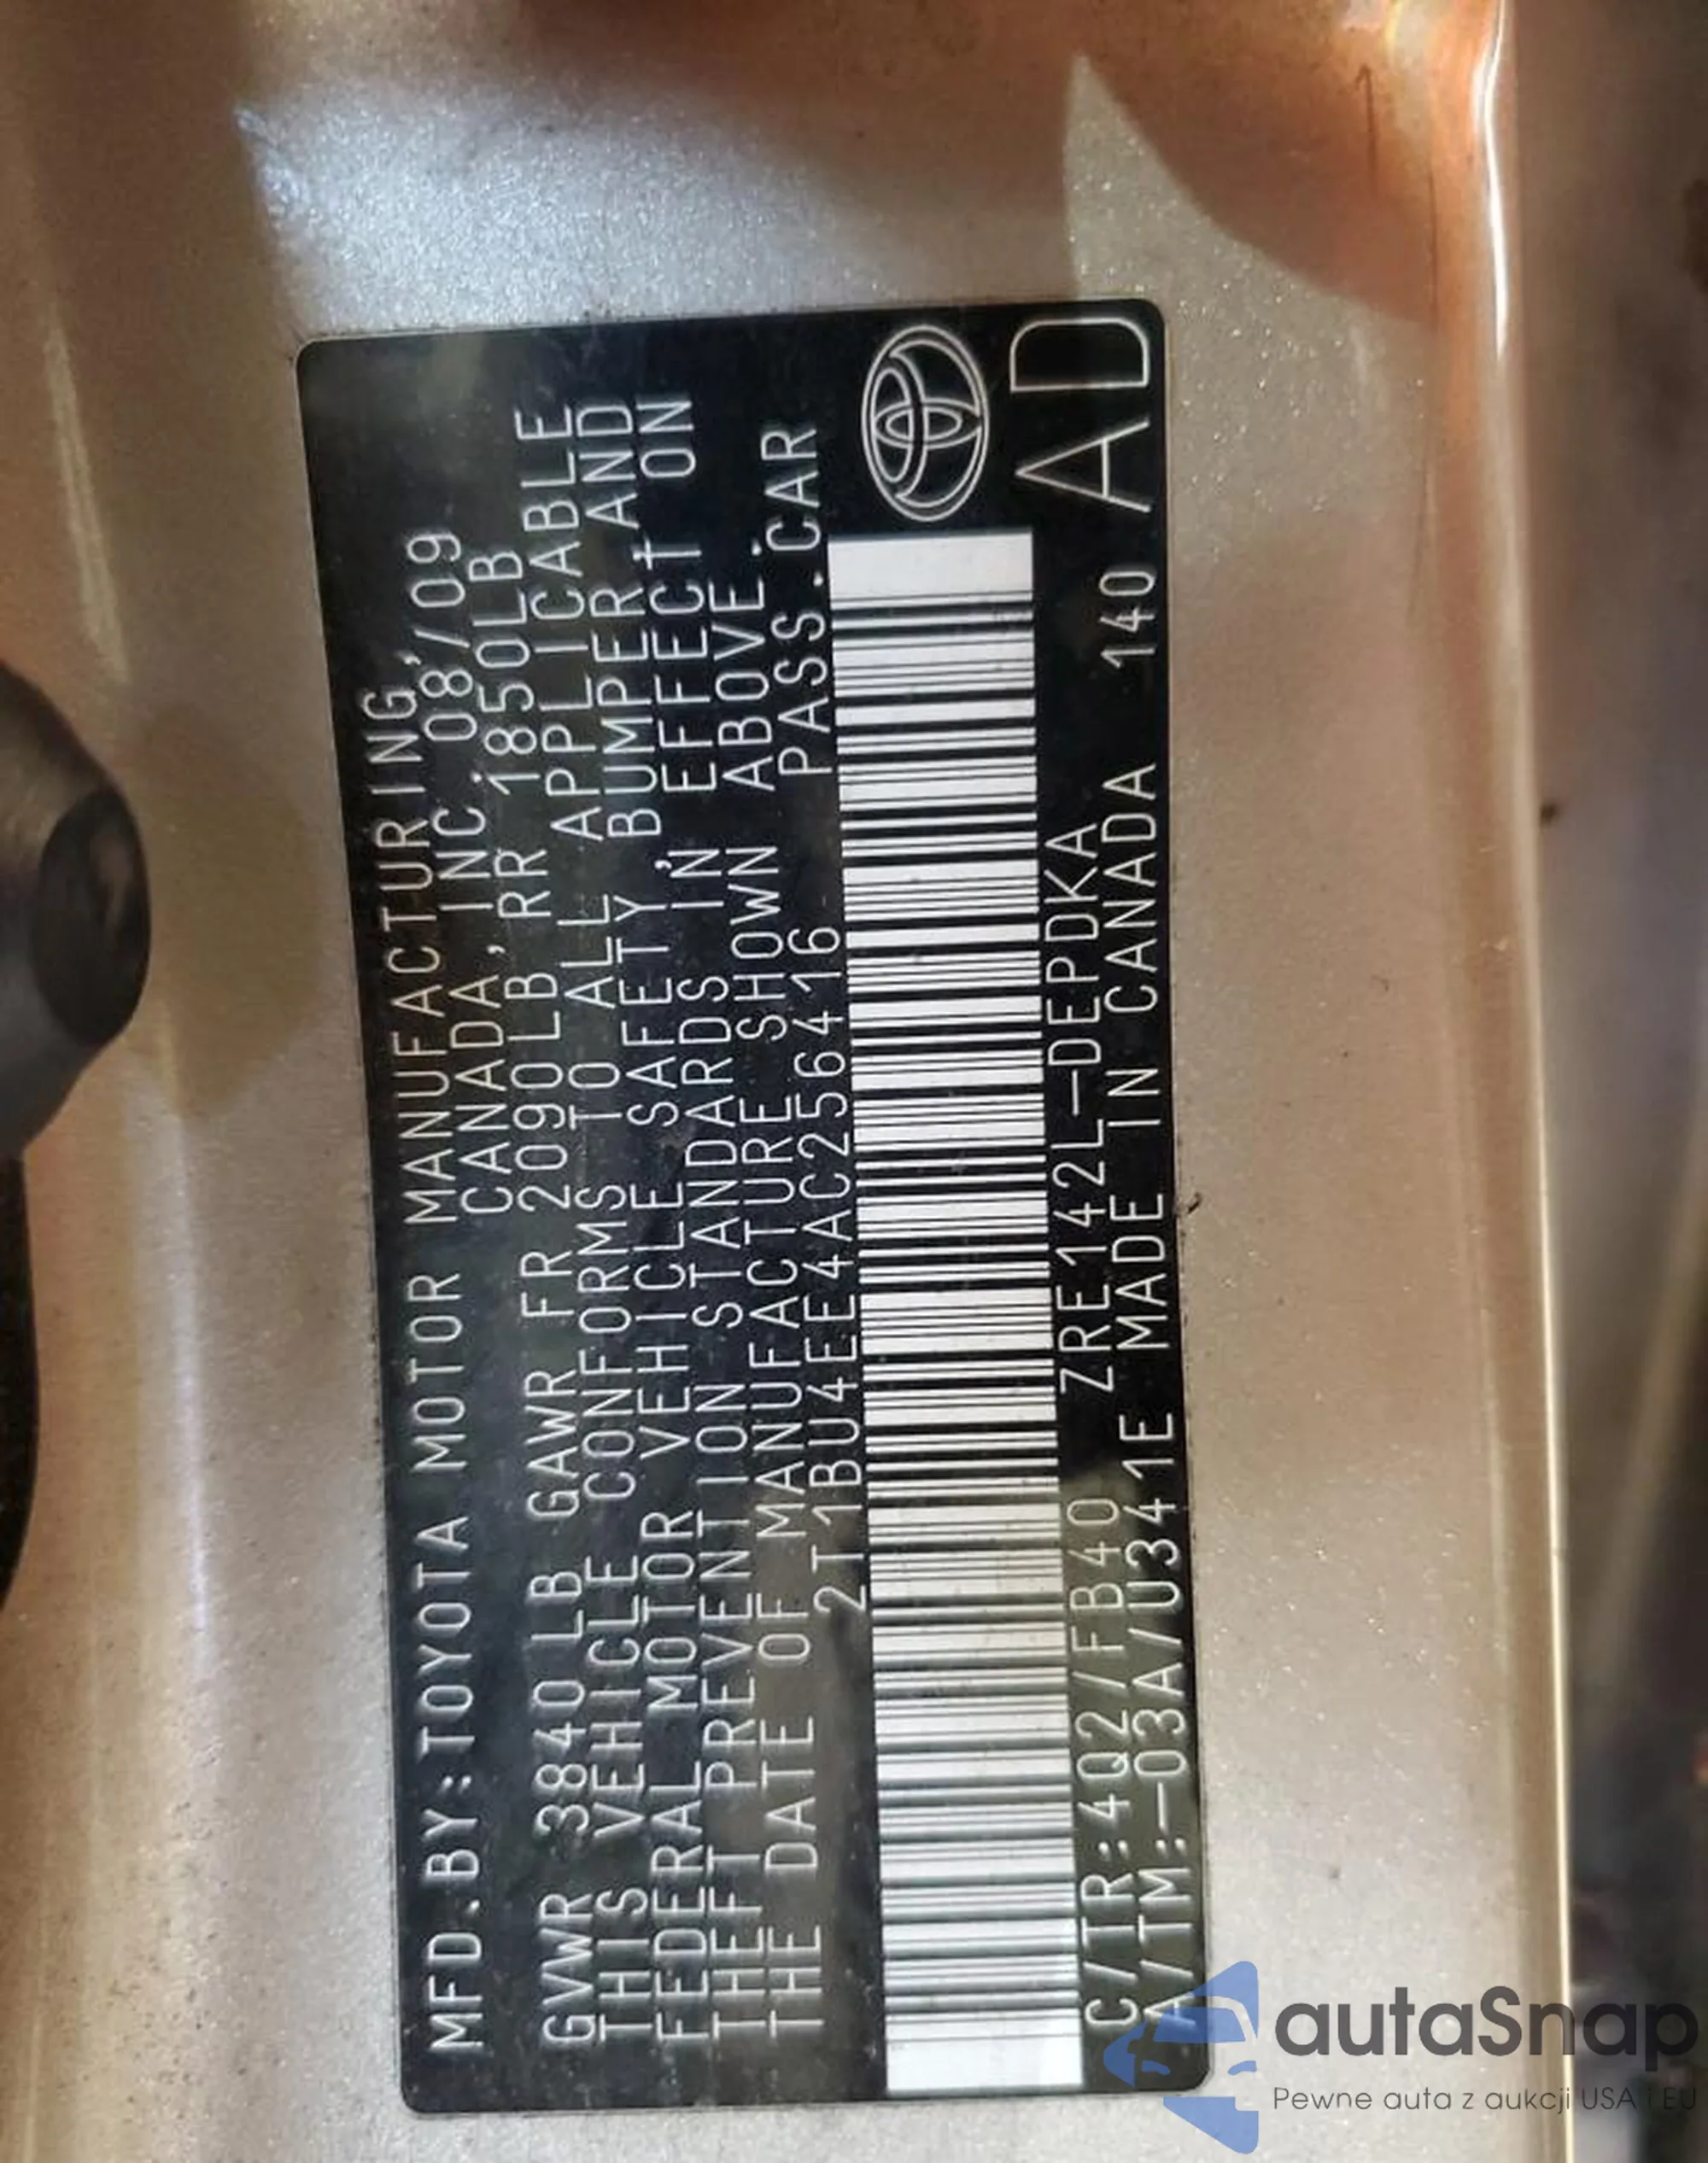 MFD.BY:TOYOTA MOTOR MANUFACTURING,
CANADA, INC. 08/09
GVWR 3840 LB GAWR FR 2090LB RR 1850LB
THIS VEHICLE CONFORMS TO ALL APPLICABLE
FEDERAL MOTOR VEHICLE SAFETY, BUMPER, AND
THEFT PREVENTION STANDARDS IN EFFECT ON
THE DATE OF MANUFACTURE SHOWN ABOVE.
2T1BU4EE4AC256416 PASS.CAR
C/TR:4Q2/FB40 ZRE142L-DEPDKA
A/TM:-03A/U341E MADE IN CANADA 140
AD
autaSnap
Pewne auta z aukcji USA i EU